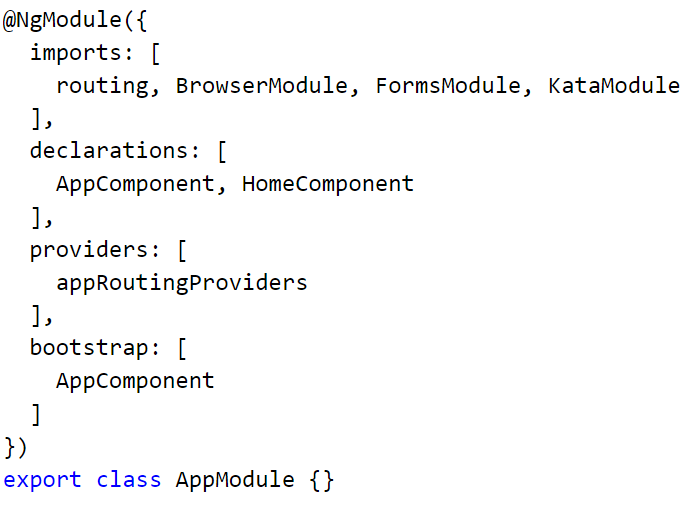 @NgModule({
  imports: [
    routing, BrowserModule, FormsModule, KataModule
  ],
  declarations: [
    AppComponent, HomeComponent
  ],
  providers: [
    appRoutingProviders
  ],
  bootstrap: [
    AppComponent
  ]
})
export class AppModule {}